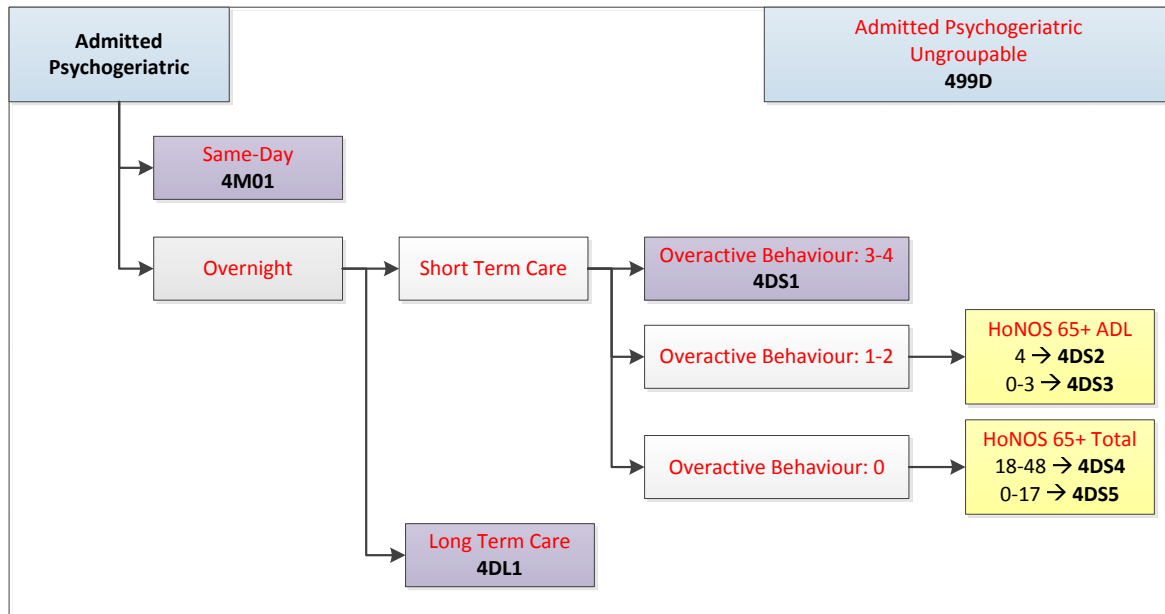 Admitted
Psychogeriatric
Admitted Psychogeriatric
Ungroupable
499D
Same-Day
4M01
Overnight
Short Term Care
Overactive Behaviour: 3-4
4DS1
Overactive Behaviour: 1-2
HoNOS 65+ ADL
4 → 4DS2
0-3 → 4DS3
Overactive Behaviour: 0
HoNOS 65+ Total
18-48 → 4DS4
0-17 → 4DS5
Long Term Care
4DL1